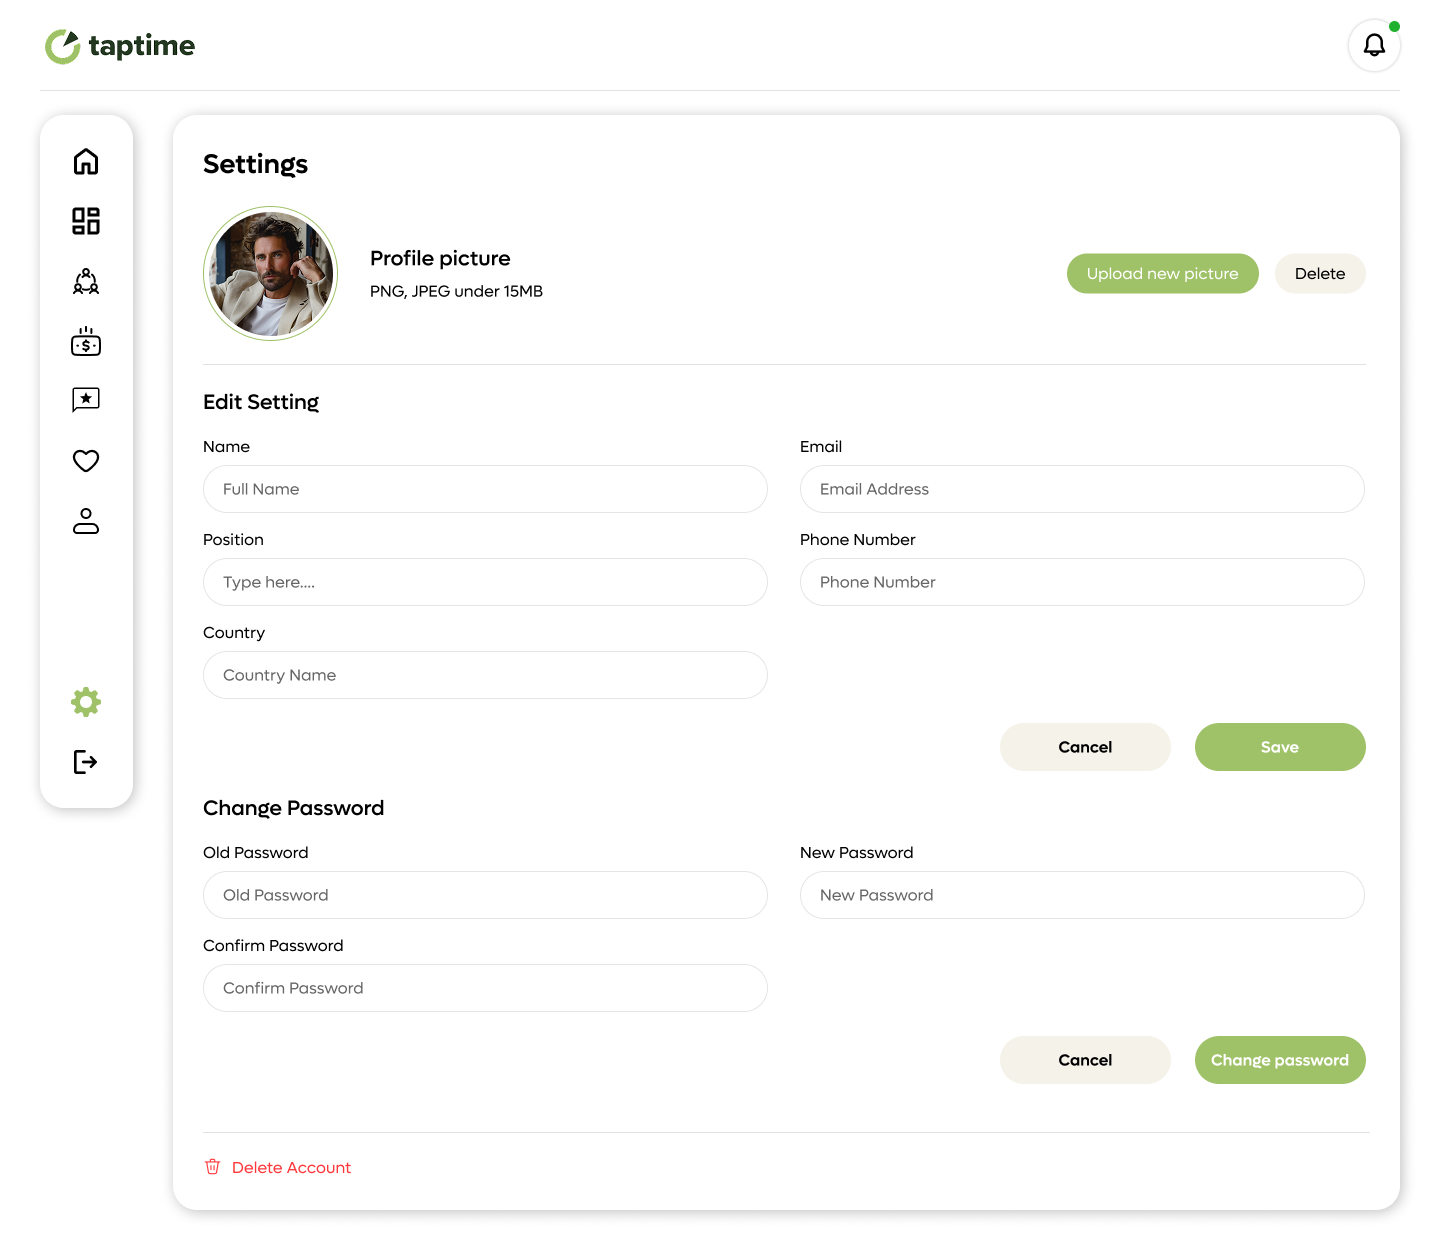 taptime
Settings
Profile picture
PNG, JPEG under 15MB
Upload new picture
Delete
Edit Setting
Name
Email
Full Name
Email Address
Position
Phone Number
Type here....
Phone Number
Country
Country Name
Cancel
Save
Change Password
Old Password
New Password
Old Password
New Password
Confirm Password
Confirm Password
Cancel
Change password
Delete Account